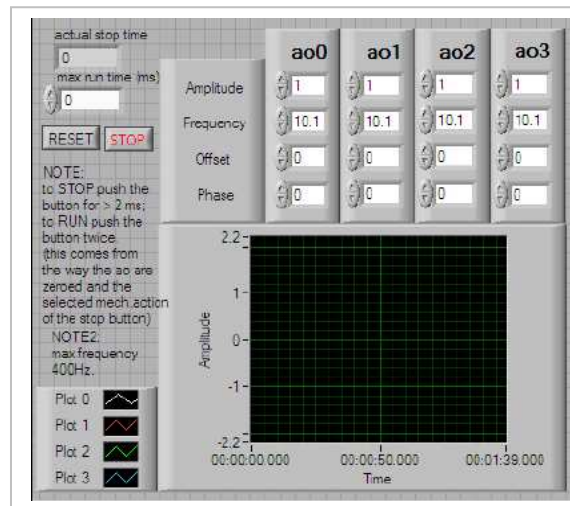 actual stop time
0
max run time (ms)
0
RESET STOP
NOTE:
to STOP push the
button for > 2 ms;
to RUN push the
button twice.
(this comes from
the way the ao are
zeroed and the
selected mech.action
of the stop button)
NOTE2:
max frequency
400Hz.
Plot 0
Plot 1
Plot 2
Plot 3
ao0 ao1 ao2 ao3
Amplitude 1 1 1 1
Frequency 10.1 10.1 10.1 10.1
Offset 0 0 0 0
Phase 0 0 0 0
Amplitude
2.2
1
0
-1
-2.2
00:00:00.000 00:00:50.000 00:01:39.000
Time